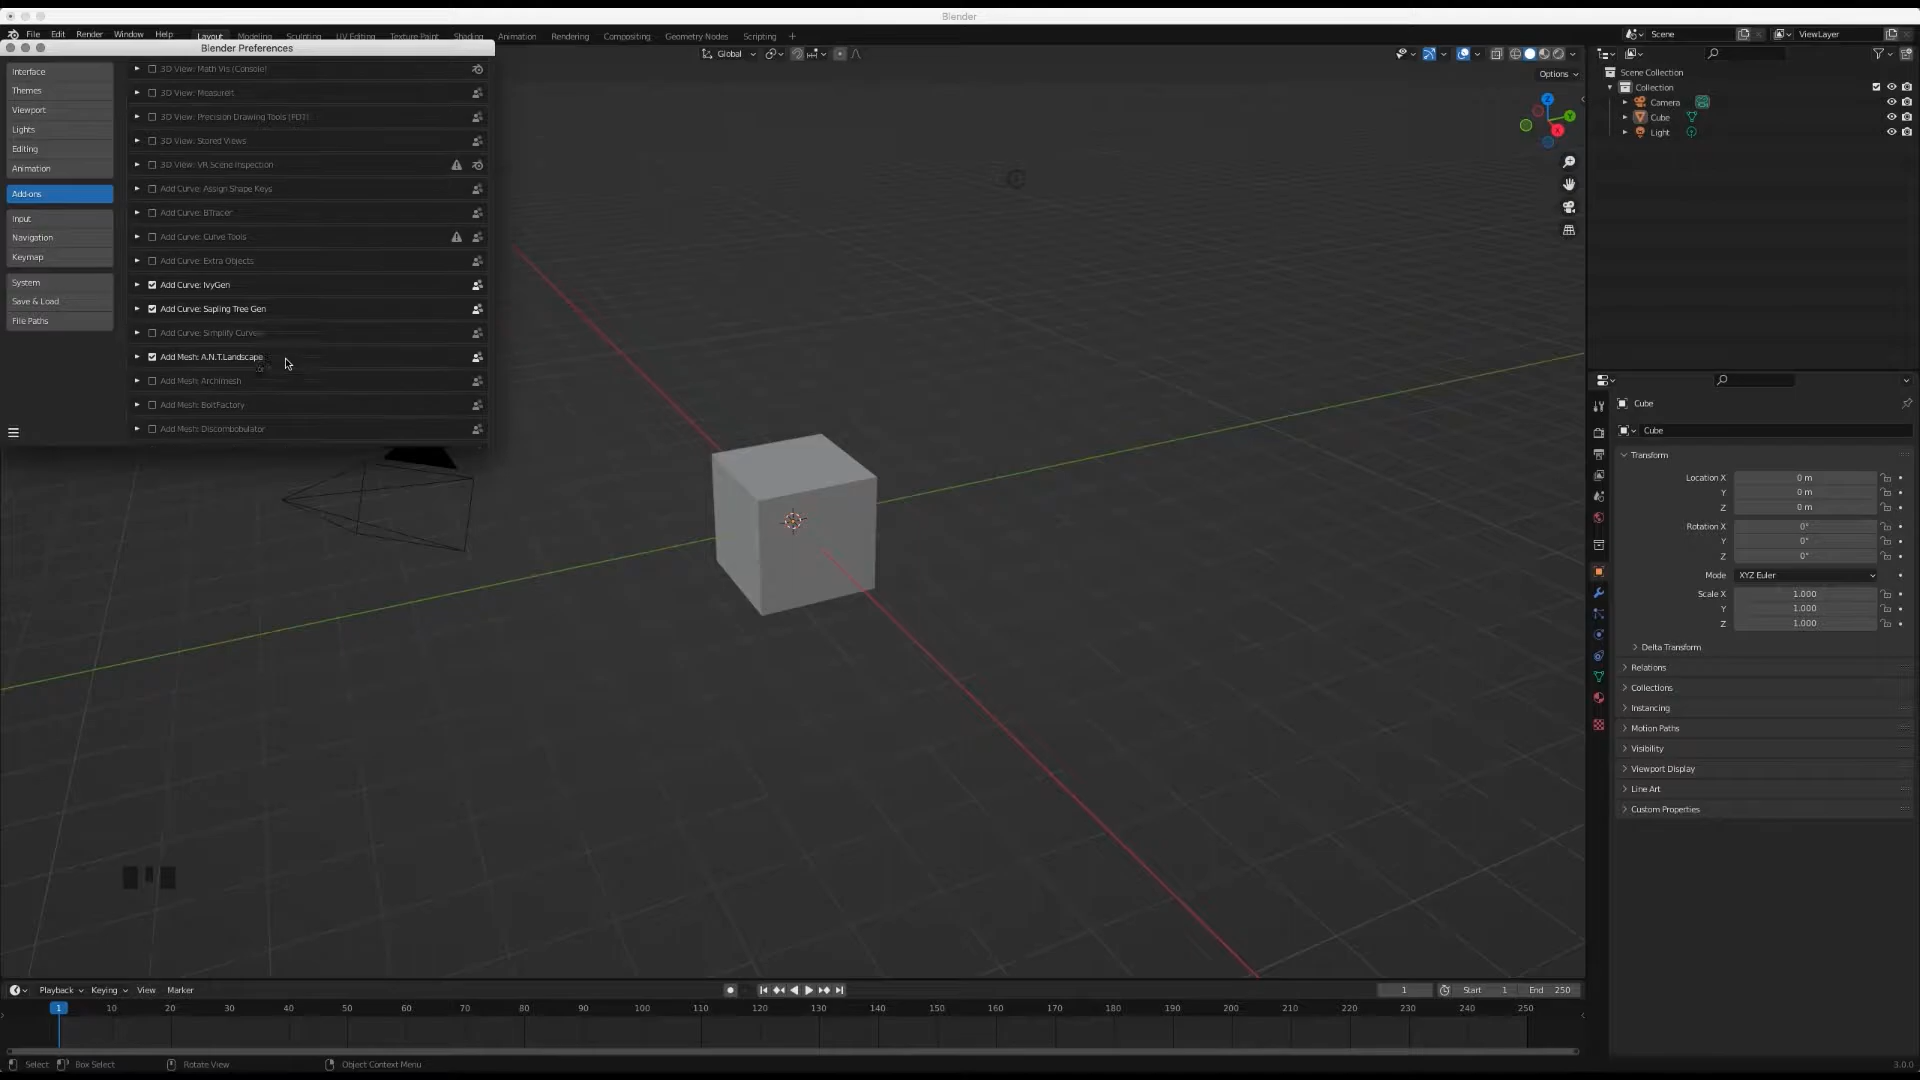 Blender
File Edit Render Window Help Layout Modeling Sculpting UV Editing Texture Paint Shading Animation Rendering Compositing Geometry Nodes Scripting +
Scene
ViewLayer
Blender Preferences
Global
Options
Interface
Themes
Viewport
Lights
Editing
Animation
Add-ons
Input
Navigation
Keymap
System
Save & Load
File Paths
3D View: Math Vis (Console)
3D View: MeasureIt
3D View: Precision Drawing Tools (PDT)
3D View: Stored Views
3D View: VR Scene Inspection
Add Curve: Assign Shape Keys
Add Curve: BTracer
Add Curve: Curve Tools
Add Curve: Extra Objects
Add Curve: IvyGen
Add Curve: Sapling Tree Gen
Add Curve: Simplify Curves
Add Mesh: A.N.T.Landscape
Add Mesh: Archimesh
Add Mesh: BoltFactory
Add Mesh: Discombobulator
Z
Y
X
Scene Collection
Collection
Camera
Cube
Light
Cube
Cube
Transform
Location X 0 m
Y 0 m
Z 0 m
Rotation X 0°
Y 0°
Z 0°
Mode XYZ Euler
Scale X 1.000
Y 1.000
Z 1.000
Delta Transform
Relations
Collections
Instancing
Motion Paths
Visibility
Viewport Display
Line Art
Custom Properties
Playback Keying View Marker
1 Start 1 End 250
1 10 20 30 40 50 60 70 80 90 100 110 120 130 140 150 160 170 180 190 200 210 220 230 240 250
Select Box Select Rotate View Object Context Menu
3.0.0